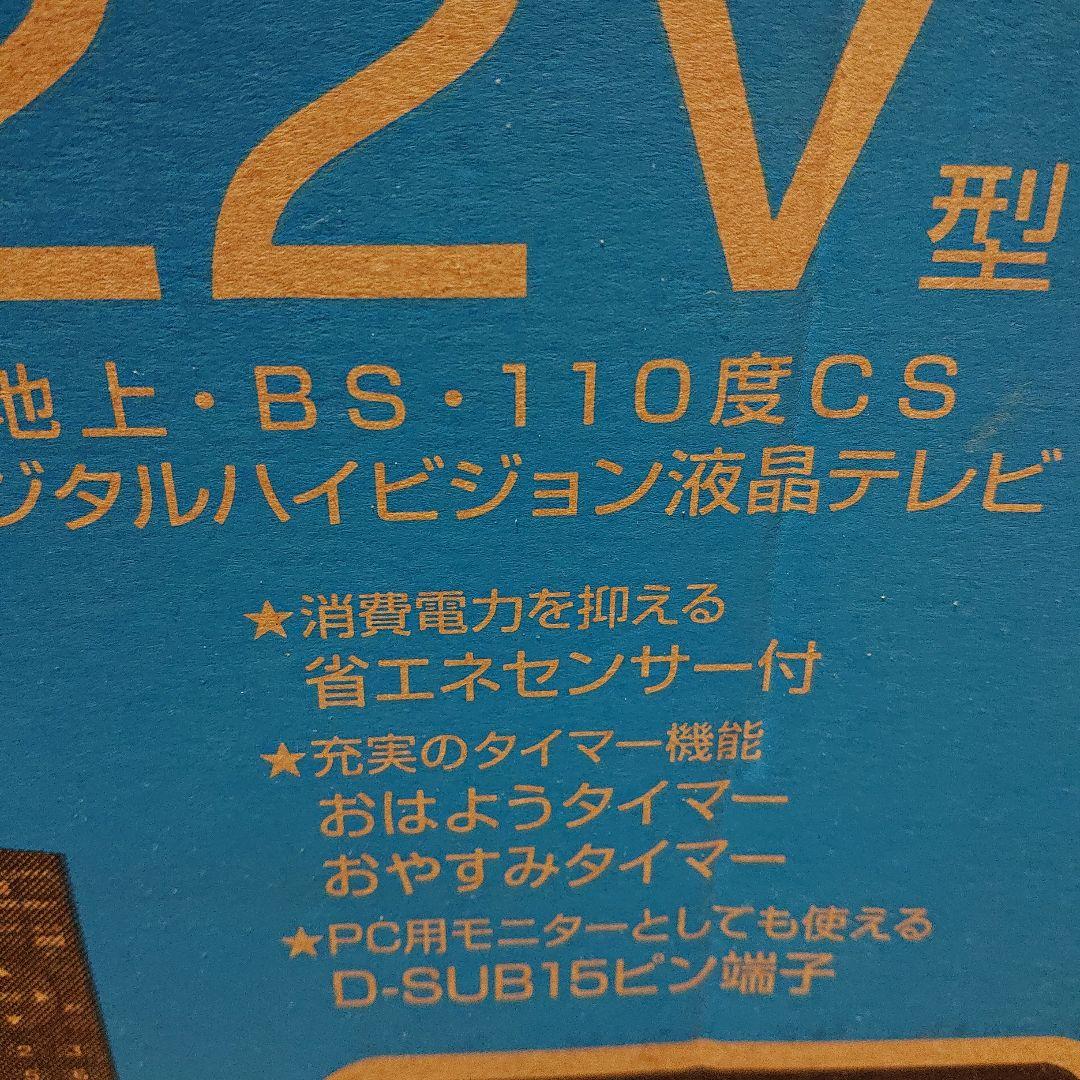 22V型
地上・BS・110度CS
ジタルハイビジョン液晶テレビ
★消費電力を抑える
省エネセンサー付
★充実のタイマー機能
おはようタイマー
おやすみタイマー
★PC用モニターとしても使える
D-SUB15ピン端子